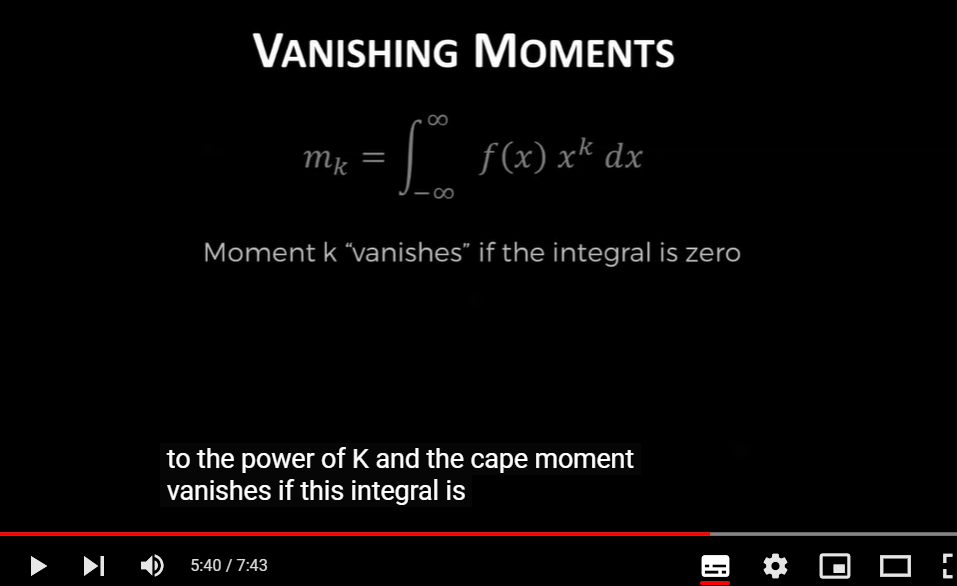 VANISHING MOMENTS
m_k = ∫_{-∞}^{∞} f(x) x^k dx
Moment k “vanishes” if the integral is zero
to the power of K and the cape moment
vanishes if this integral is
5:40 / 7:43